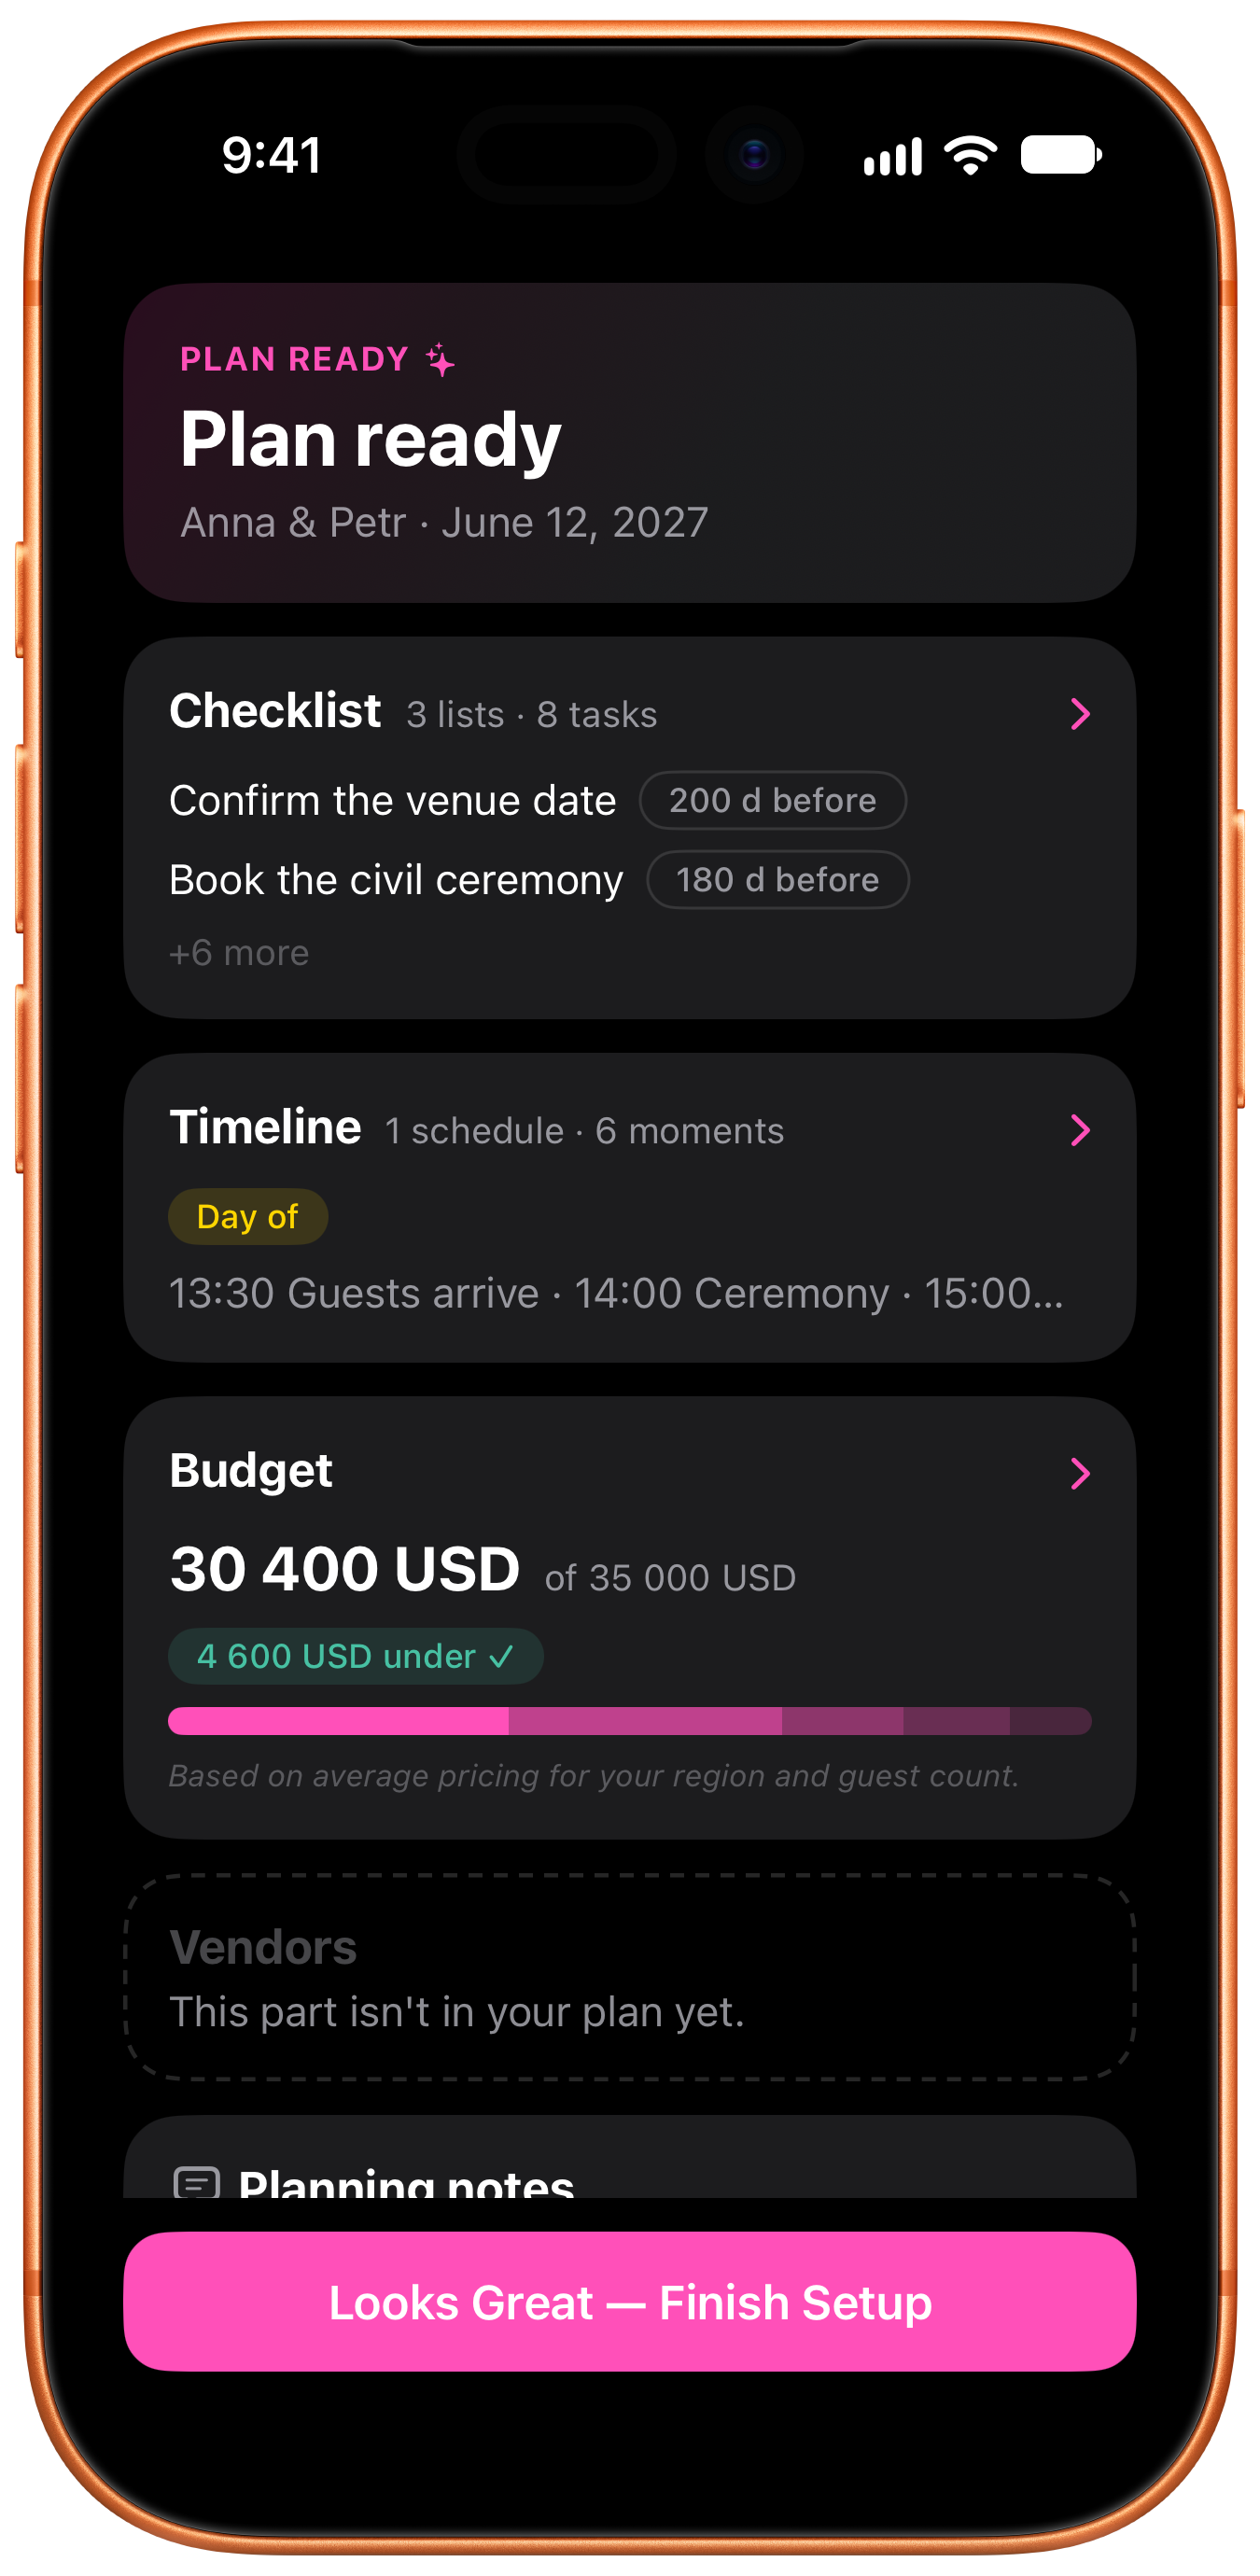 9:41
PLAN READY
Plan ready
Anna & Petr · June 12, 2027
Checklist 3 lists · 8 tasks
Confirm the venue date 200 d before
Book the civil ceremony 180 d before
+6 more
Timeline 1 schedule · 6 moments
Day of
13:30 Guests arrive · 14:00 Ceremony · 15:00...
Budget
30 400 USD of 35 000 USD
4 600 USD under ✓
Based on average pricing for your region and guest count.
Vendors
This part isn't in your plan yet.
Planning notes
Looks Great — Finish Setup